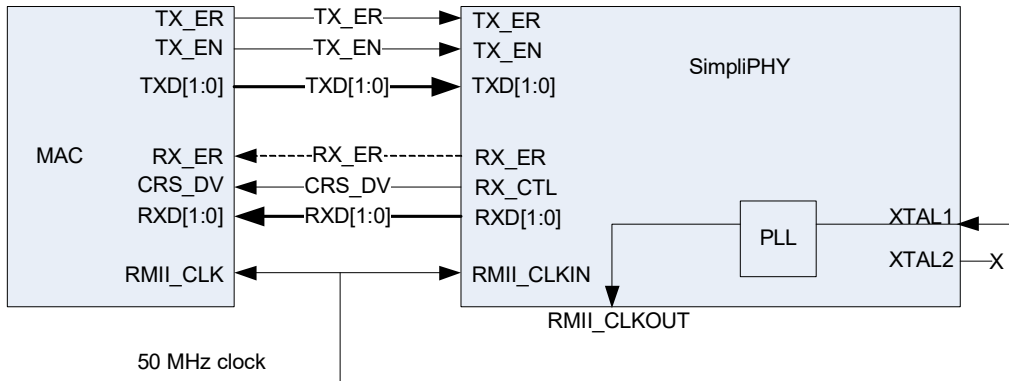 TX_ER TX_ER TX_ER
TX_EN TX_EN TX_EN
SimpliPHY
TXD[1:0] TXD[1:0] TXD[1:0]
MAC
RX_ER RX_ER RX_ER
CRS_DV CRS_DV RX_CTL
RXD[1:0] RXD[1:0] RXD[1:0]
PLL
XTAL1
XTAL2 X
RMII_CLK RMII_CLKIN
RMII_CLKOUT
50 MHz clock